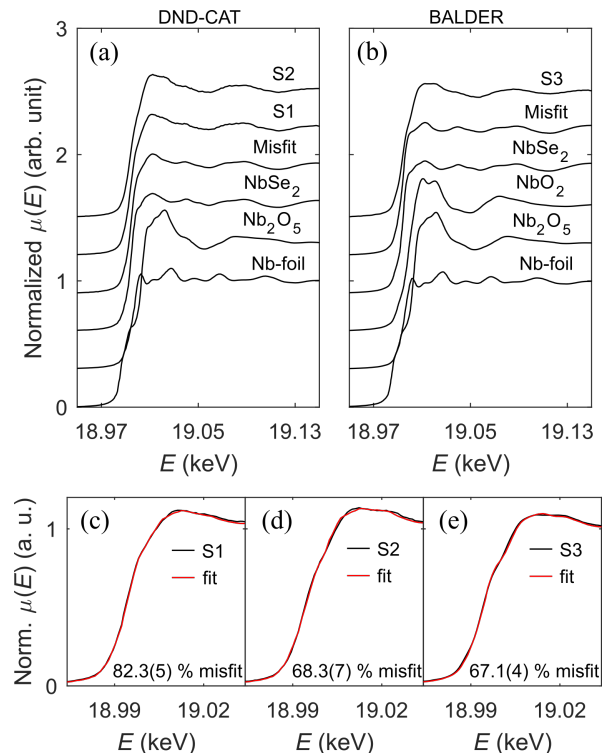 DND-CAT
BALDER
Normalized μ(E) (arb. unit)
3
2
1
0
(a)
S2
S1
Misfit
NbSe2
Nb2O5
Nb-foil
18.97
19.05
19.13
E (keV)
(b)
S3
Misfit
NbSe2
NbO2
Nb2O5
Nb-foil
18.97
19.05
19.13
E (keV)
Norm. μ(E) (a. u.)
1
0
(c)
S1
fit
82.3(5) % misfit
18.99
19.02
E (keV)
(d)
S2
fit
68.3(7) % misfit
18.99
19.02
E (keV)
(e)
S3
fit
67.1(4) % misfit
18.99
19.02
E (keV)